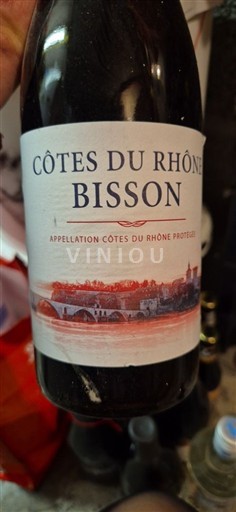 CÔTES DU RHÔNE
BISSON
APPELLATION CÔTES DU RHÔNE PROTÉGÉE
VINIOU